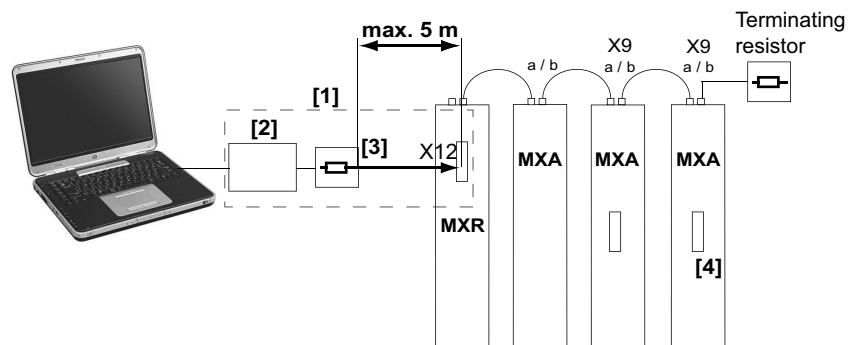 max. 5 m
Terminating
resistor
X9
X9
a / b
a / b
a / b
[1]
[2]
[3]
X12
MXA
MXA
MXA
MXR
[4]